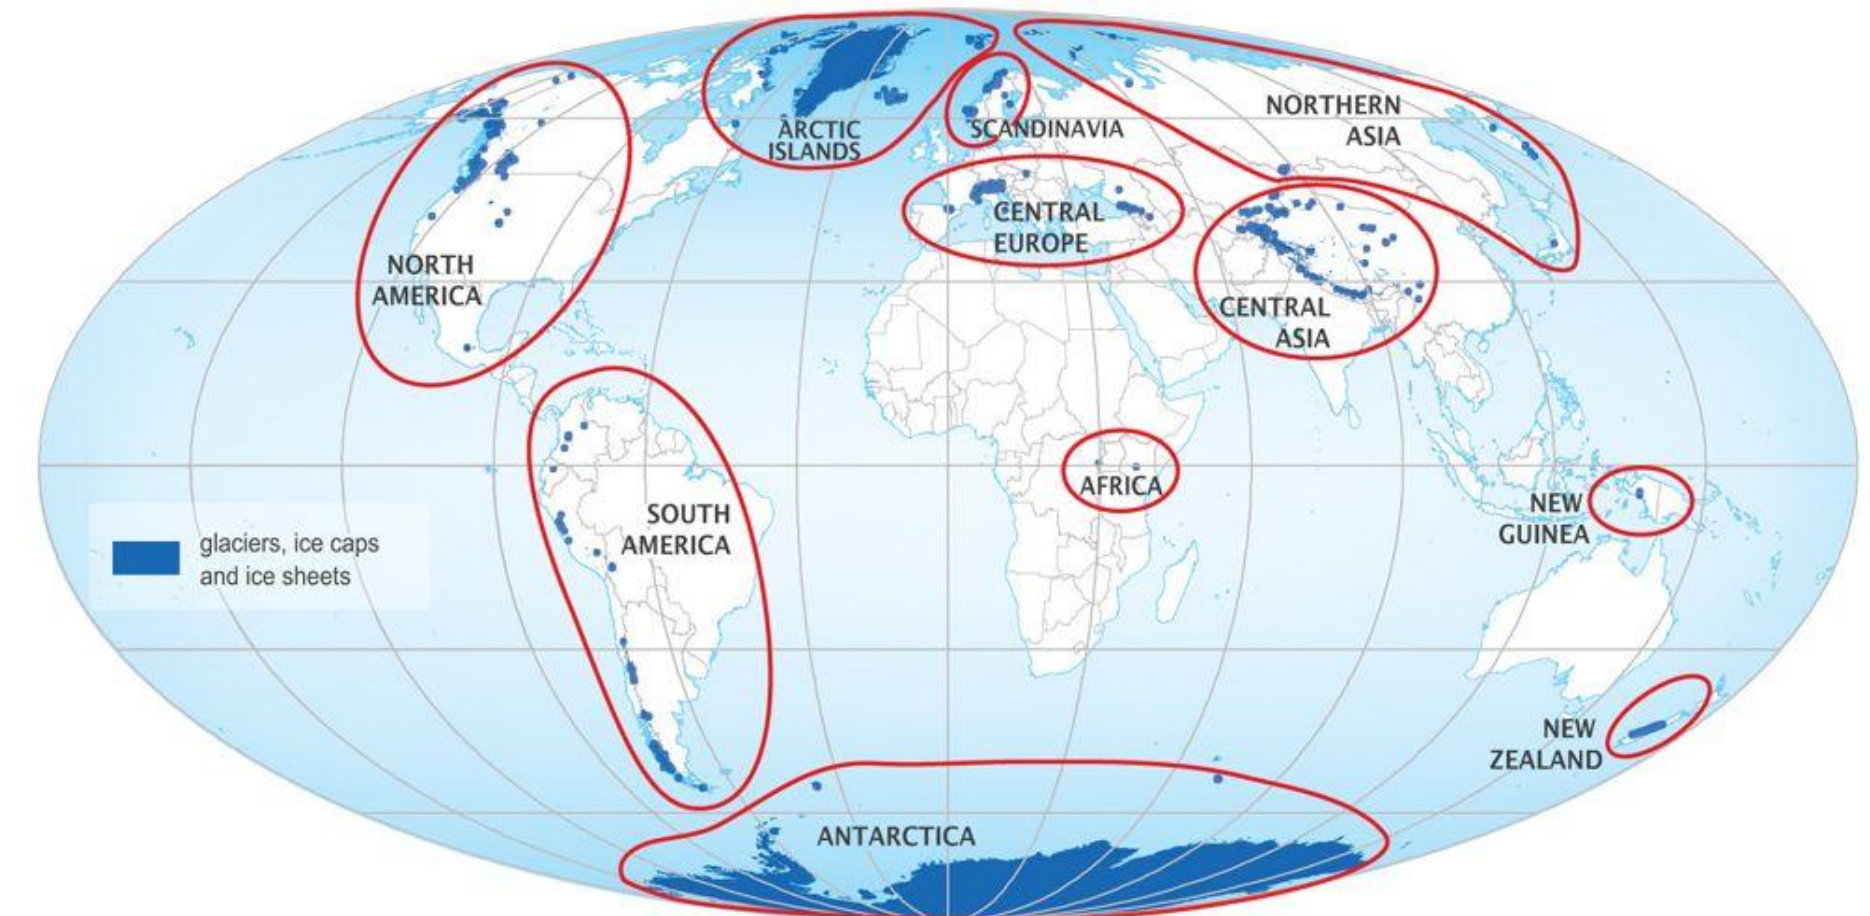 ARCTIC
ISLANDS
SCANDINAVIA
NORTHERN
ASIA
CENTRAL
EUROPE
NORTH
AMERICA
CENTRAL
ASIA
AFRICA
NEW
GUINEA
SOUTH
AMERICA
glaciers, ice caps
and ice sheets
NEW
ZEALAND
ANTARCTICA